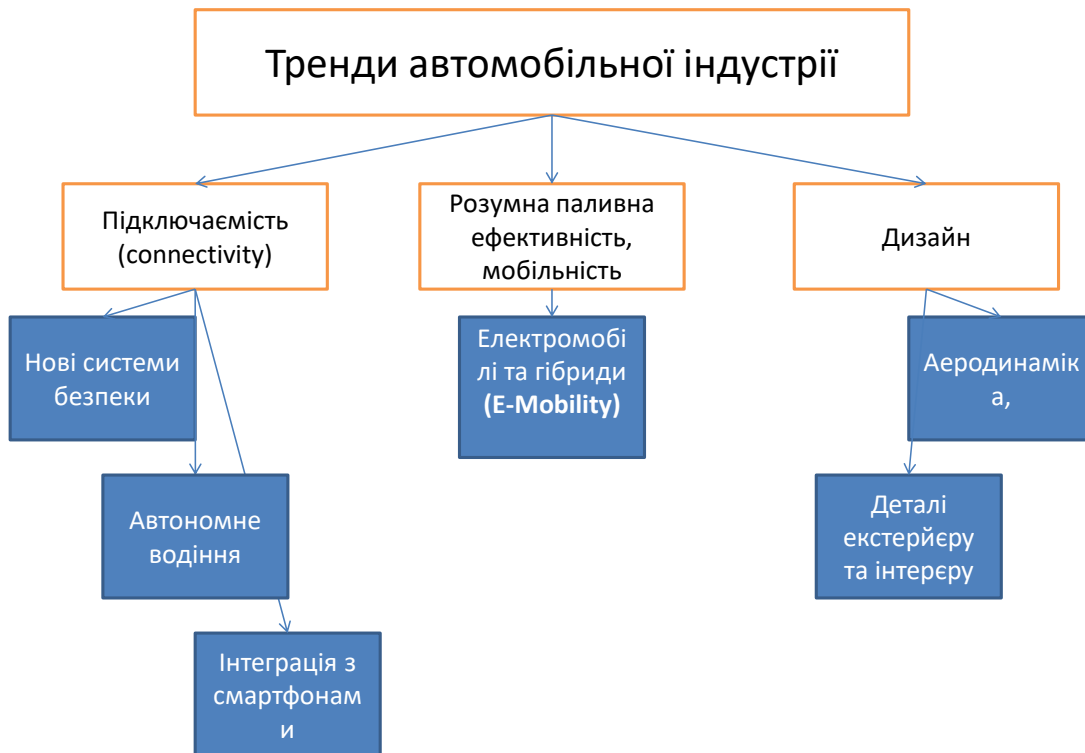 Тренди автомобільної індустрії
Підключаємість
(connectivity)
Розумна паливна
ефективність,
мобільність
Дизайн
Нові системи
безпеки
Електромобі
лі та гібриди
(E-Mobility)
Аеродинамік
а,
Автономне
водіння
Деталі
екстерйєру
та інтерєру
Інтеграція з
смартфонам
и